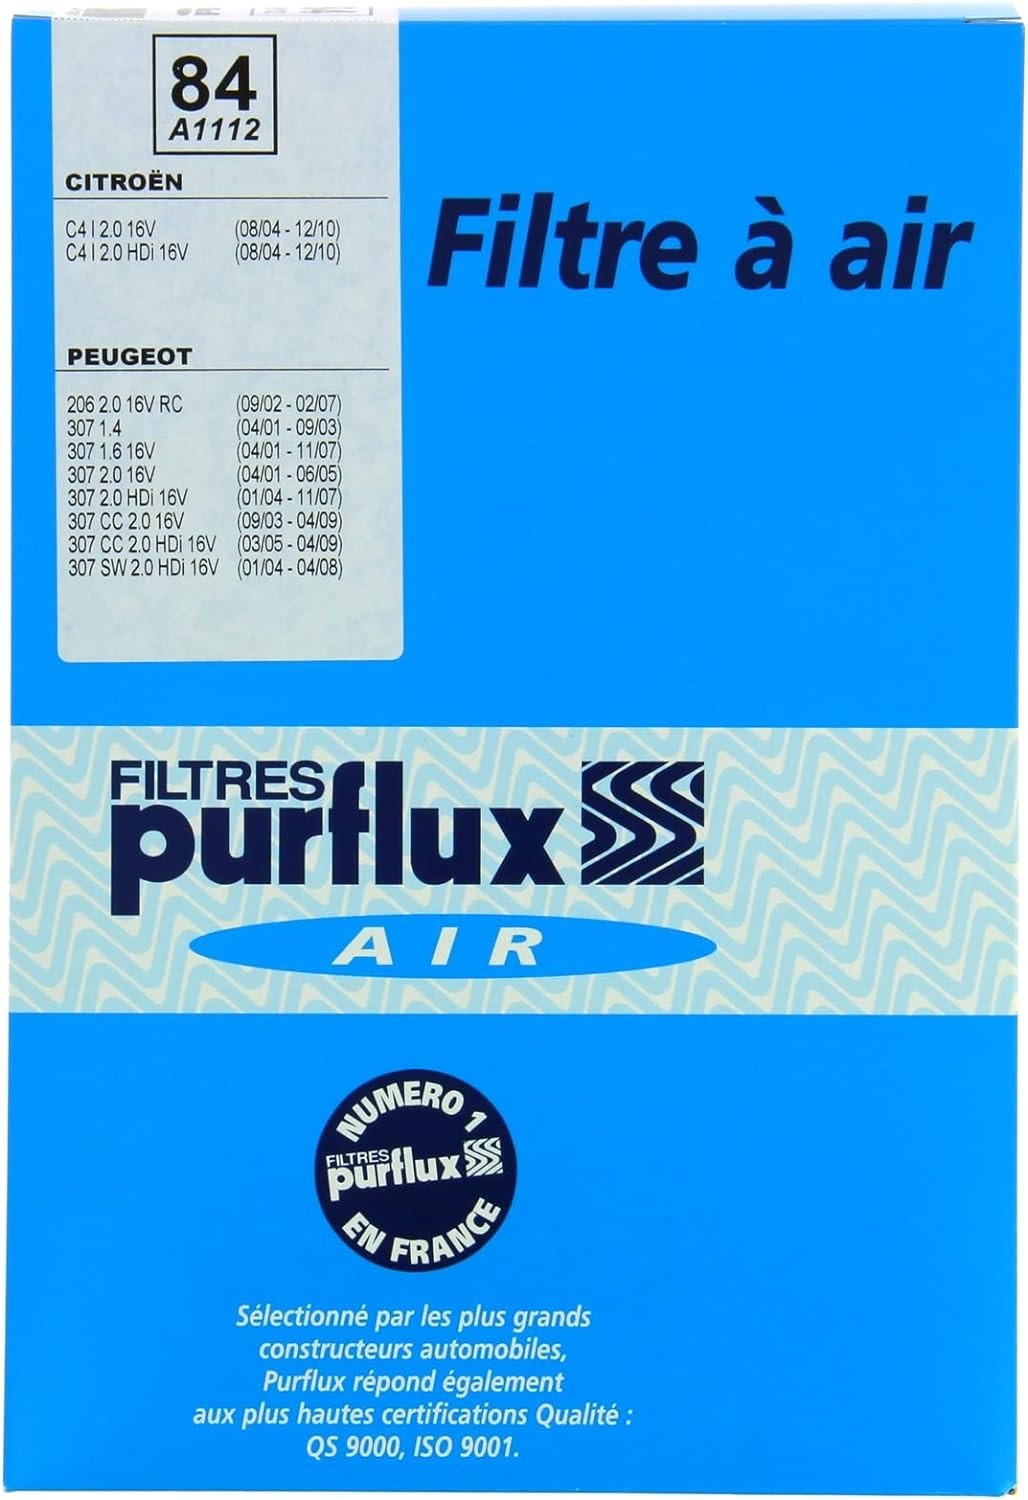 84
A1112
CITROËN
C4 I 2.0 16V (08/04 - 12/10)
C4 I 2.0 HDi 16V (08/04 - 12/10)
PEUGEOT
206 2.0 16V RC (09/02 - 02/07)
307 1.4 (04/01 - 09/03)
307 1.6 16V (04/01 - 11/07)
307 2.0 16V (04/01 - 06/05)
307 2.0 HDi 16V (01/04 - 11/07)
307 CC 2.0 16V (09/03 - 04/09)
307 CC 2.0 HDi 16V (03/05 - 04/09)
307 SW 2.0 HDi 16V (01/04 - 04/08)
Filtre à air
FILTRES
purflux
AIR
NUMERO 1
FILTRES
purflux
EN FRANCE
Sélectionné par les plus grands
constructeurs automobiles,
Purflux répond également
aux plus hautes certifications Qualité :
QS 9000, ISO 9001.